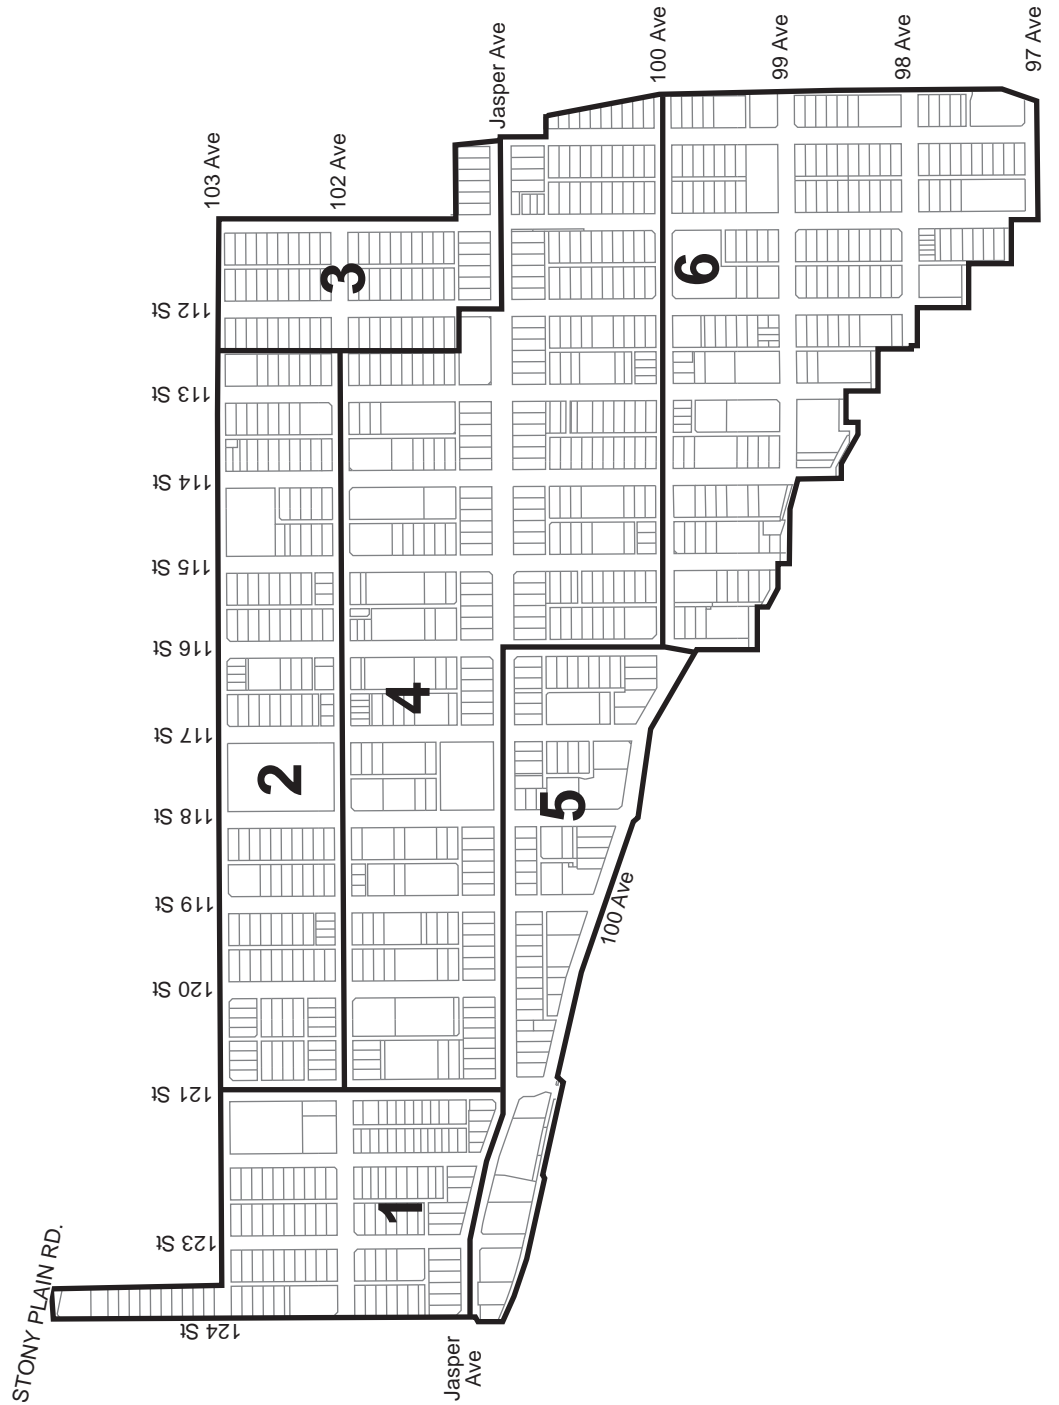 103 Ave
102 Ave
Jasper Ave
100 Ave
99 Ave
98 Ave
97 Ave
112 St
113 St
114 St
115 St
116 St
117 St
118 St
119 St
120 St
121 St
123 St
124 St
STONY PLAIN RD.
Jasper
Ave
100 Ave
3
6
2
4
5
1